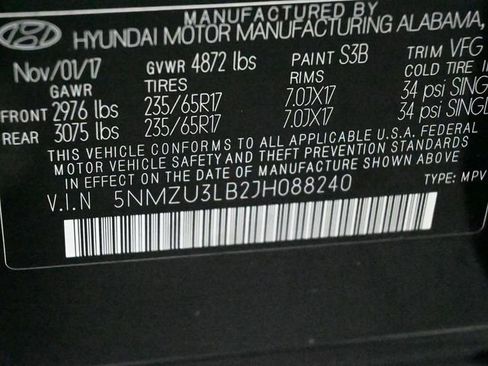 MANUFACTURED BY
HYUNDAI MOTOR MANUFACTURING ALABAMA,
Nov/01/17 GVWR 4872 lbs PAINT S3B TRIM VFG
GAWR TIRES RIMS COLD TIRE IN
FRONT 2976 lbs 235/65R17 7.0JX17 34 psi SINGL
REAR 3075 lbs 235/65R17 7.0JX17 34 psi SINGL
THIS VEHICLE CONFORMS TO ALL APPLICABLE U.S.A. FEDERAL
MOTOR VEHICLE SAFETY AND THEFT PREVENTION STANDARDS
IN EFFECT ON THE DATE OF MANUFACTURE SHOWN ABOVE.
V.I.N 5NMZU3LB2JH088240 TYPE: MPV